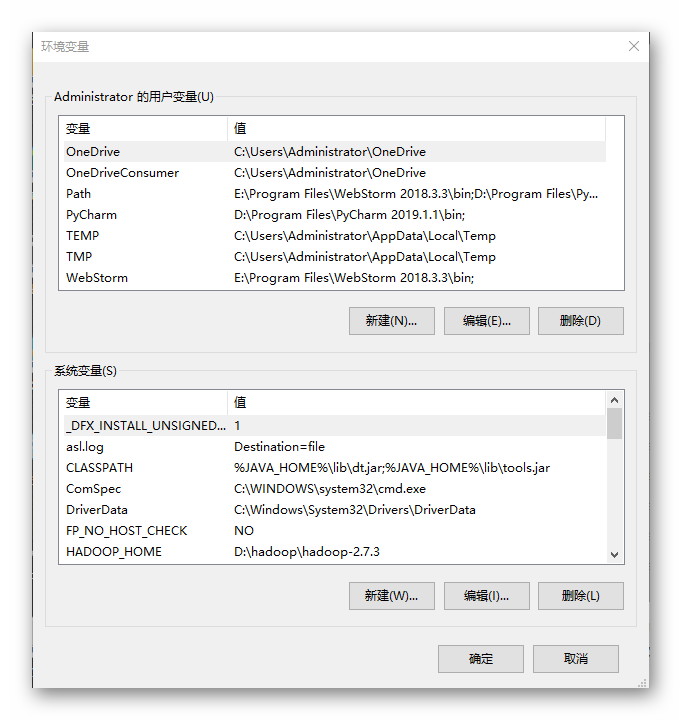 环境变量
Administrator 的用户变量(U)
变量 值
OneDrive C:\Users\Administrator\OneDrive
OneDriveConsumer C:\Users\Administrator\OneDrive
Path E:\Program Files\WebStorm 2018.3.3\bin;D:\Program Files\Py...
PyCharm D:\Program Files\PyCharm 2019.1.1\bin;
TEMP C:\Users\Administrator\AppData\Local\Temp
TMP C:\Users\Administrator\AppData\Local\Temp
WebStorm E:\Program Files\WebStorm 2018.3.3\bin;
新建(N)... 编辑(E)... 删除(D)
系统变量(S)
变量 值
_DFX_INSTALL_UNSIGNED... 1
asl.log Destination=file
CLASSPATH %JAVA_HOME%\lib\dt.jar;%JAVA_HOME%\lib\tools.jar
ComSpec C:\WINDOWS\system32\cmd.exe
DriverData C:\Windows\System32\Drivers\DriverData
FP_NO_HOST_CHECK NO
HADOOP_HOME D:\hadoop\hadoop-2.7.3
新建(W)... 编辑(I)... 删除(L)
确定 取消